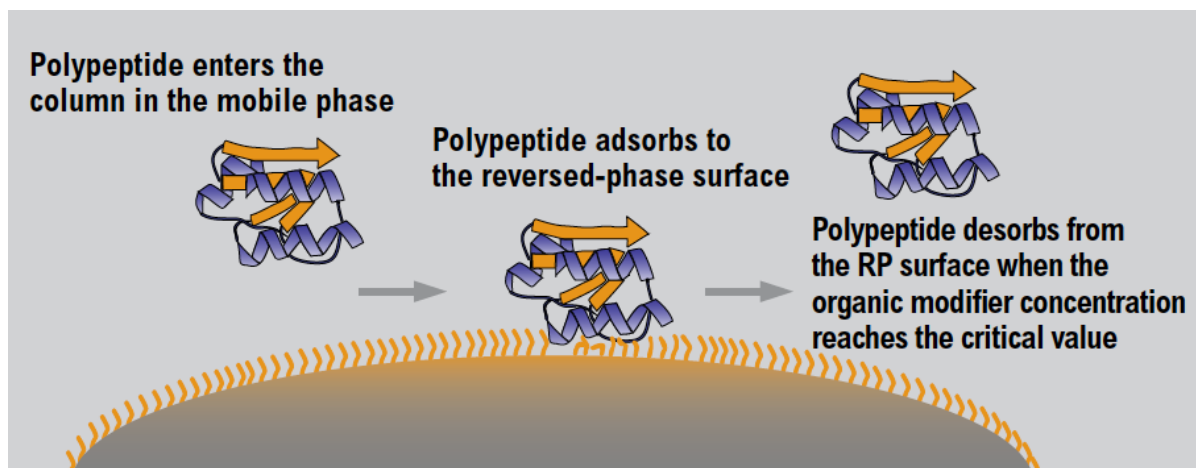 Polypeptide enters the
column in the mobile phase
Polypeptide adsorbs to
the reversed-phase surface
Polypeptide desorbs from
the RP surface when the
organic modifier concentration
reaches the critical value